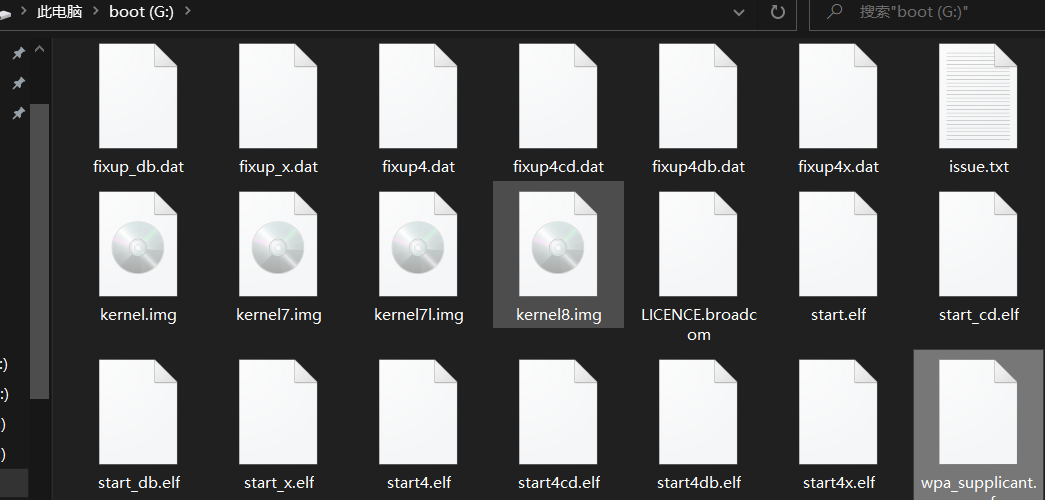 此电脑 boot (G:)
搜索"boot (G:)"
fixup_db.dat fixup_x.dat fixup4.dat fixup4cd.dat fixup4db.dat fixup4x.dat issue.txt
kernel.img kernel7.img kernel7l.img kernel8.img LICENCE.broadc start.elf start_cd.elf
om
:)
:)
)
)
start_db.elf start_x.elf start4.elf start4cd.elf start4db.elf start4x.elf wpa_supplicant.